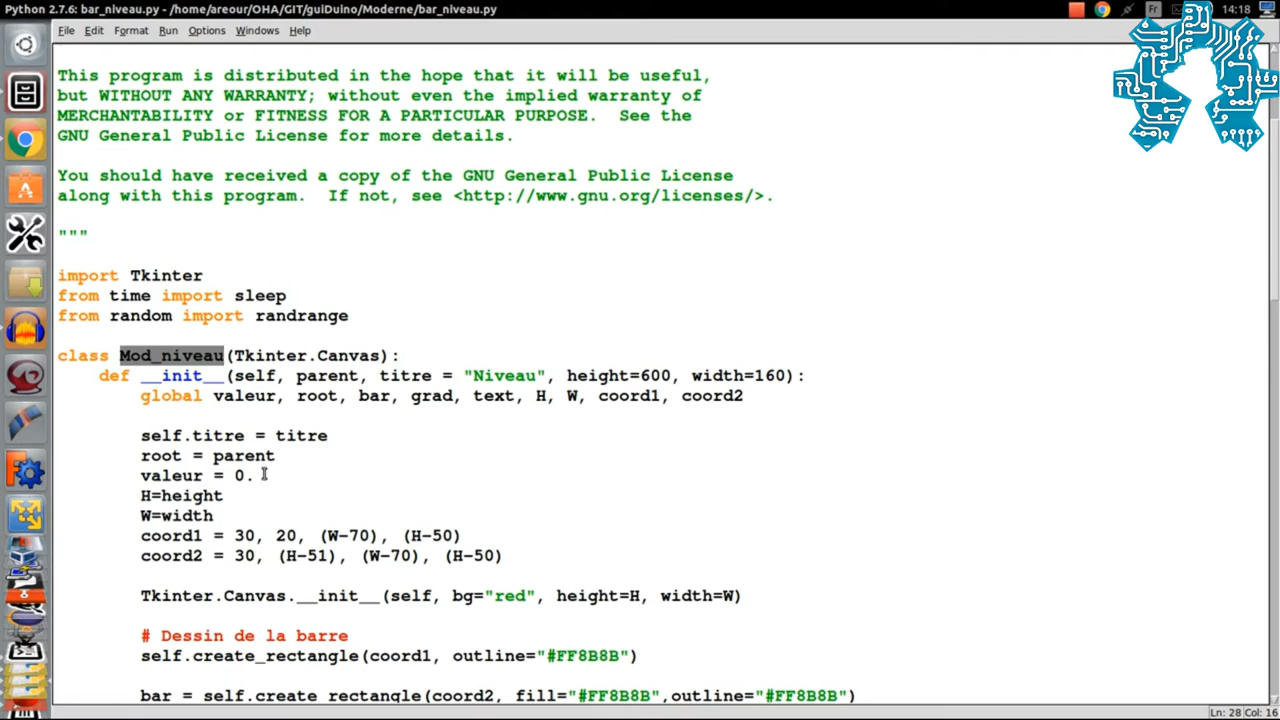 Python 2.7.6: bar_niveau.py - /home/areour/OHA/GIT/guiDuino/Moderne/bar_niveau.py
Fr
14:18
File Edit Format Run Options Windows Help
This program is distributed in the hope that it will be useful,
but WITHOUT ANY WARRANTY; without even the implied warranty of
MERCHANTABILITY or FITNESS FOR A PARTICULAR PURPOSE.  See the
GNU General Public License for more details.
You should have received a copy of the GNU General Public License
along with this program.  If not, see <http://www.gnu.org/licenses/>.
"""
import Tkinter
from time import sleep
from random import randrange
class Mod_niveau(Tkinter.Canvas):
def __init__(self, parent, titre = "Niveau", height=600, width=160):
global valeur, root, bar, grad, text, H, W, coord1, coord2
self.titre = titre
root = parent
valeur = 0.
H=height
W=width
coord1 = 30, 20, (W-70), (H-50)
coord2 = 30, (H-51), (W-70), (H-50)
Tkinter.Canvas.__init__(self, bg="red", height=H, width=W)
# Dessin de la barre
self.create_rectangle(coord1, outline="#FF8B8B")
bar = self.create_rectangle(coord2, fill="#FF8B8B",outline="#FF8B8B")
Ln: 28 Col: 16